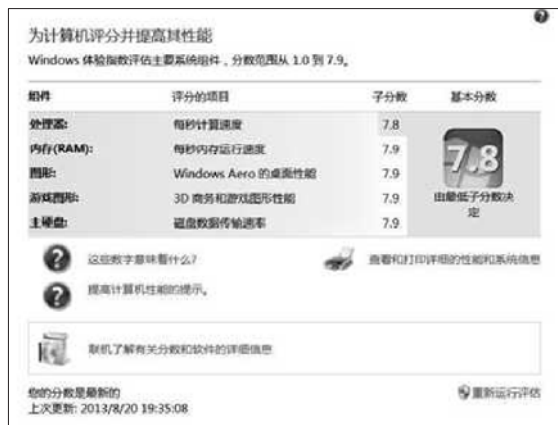 为计算机评分并提高其性能
Windows 体验指数评估主要系统组件，分数范围从 1.0 到 7.9。
组件 评分的项目 子分数 基本分数
处理器: 每秒计算速度 7.8
内存(RAM): 每秒内存运行速度 7.9
图形: Windows Aero 的桌面性能 7.9
游戏图形: 3D 商务和游戏图形性能 7.9
主硬盘: 磁盘数据传输速率 7.9
7.8
由最低子分数决
定
这些数字意味着什么?
查看和打印详细的性能和系统信息
提高计算机性能的提示。
联机了解有关分数和软件的详细信息
您的分数是最新的
上次更新: 2013/8/20 19:35:08
重新运行评估